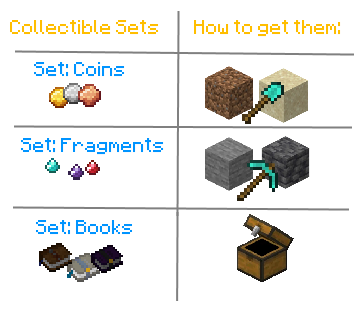 Collectible Sets
How to get them:
Set: Coins
Set: Fragments
Set: Books